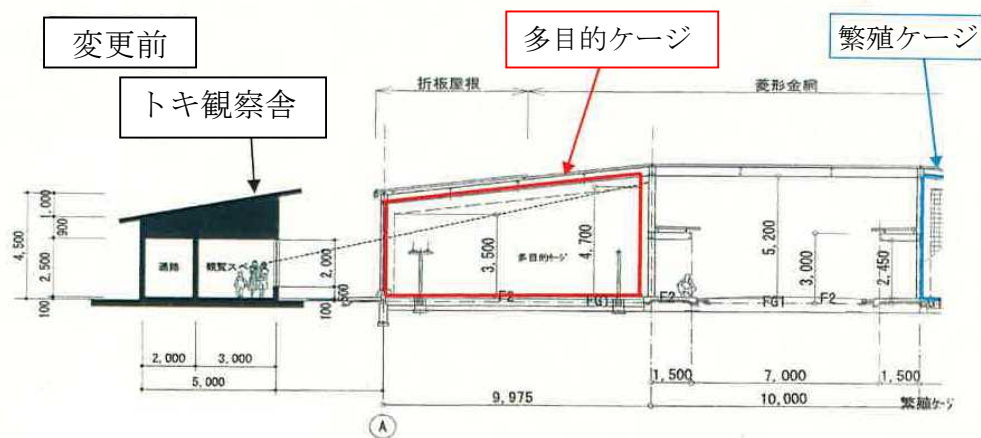 変更前
多目的ケージ
繁殖ケージ
トキ観察舎
折板屋根
菱形金網
1,000
900
4,500
2,500
100
通路
観覧スペ
2,000
500
100
3,500
4,700
多目的ケージ
5,200
3,000
2,450
F2
FG1
F2
FG1
F2
2,000
3,000
5,000
9,975
1,500
7,000
1,500
10,000
繁殖ケージ
A